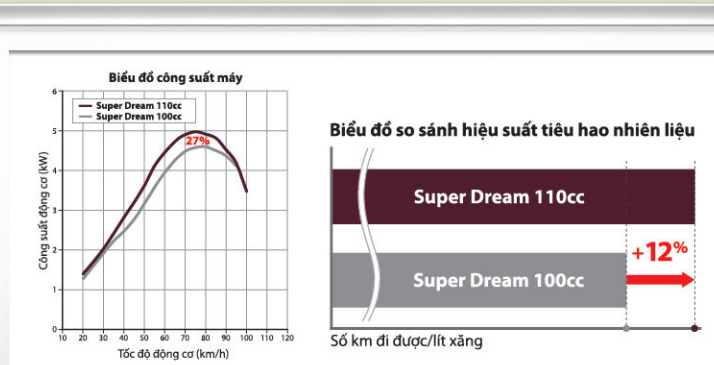 Biểu đồ công suất máy
Super Dream 110cc
Super Dream 100cc
27%
Công suất động cơ (kW)
6
5
4
3
2
1
0
10 20 30 40 50 60 70 80 90 100 110 120
Tốc độ động cơ (km/h)
Biểu đồ so sánh hiệu suất tiêu hao nhiên liệu
Super Dream 110cc
+12%
Super Dream 100cc
Số km đi được/lít xăng